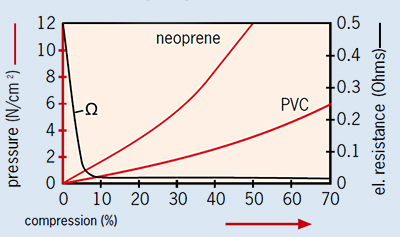 12
10
8
6
4
2
0
pressure (N/cm²)
neoprene
PVC
Ω
0.5
0.4
0.3
0.2
0.1
0
el. resistance (Ohms)
0 10 20 30 40 50 60 70
compression (%)